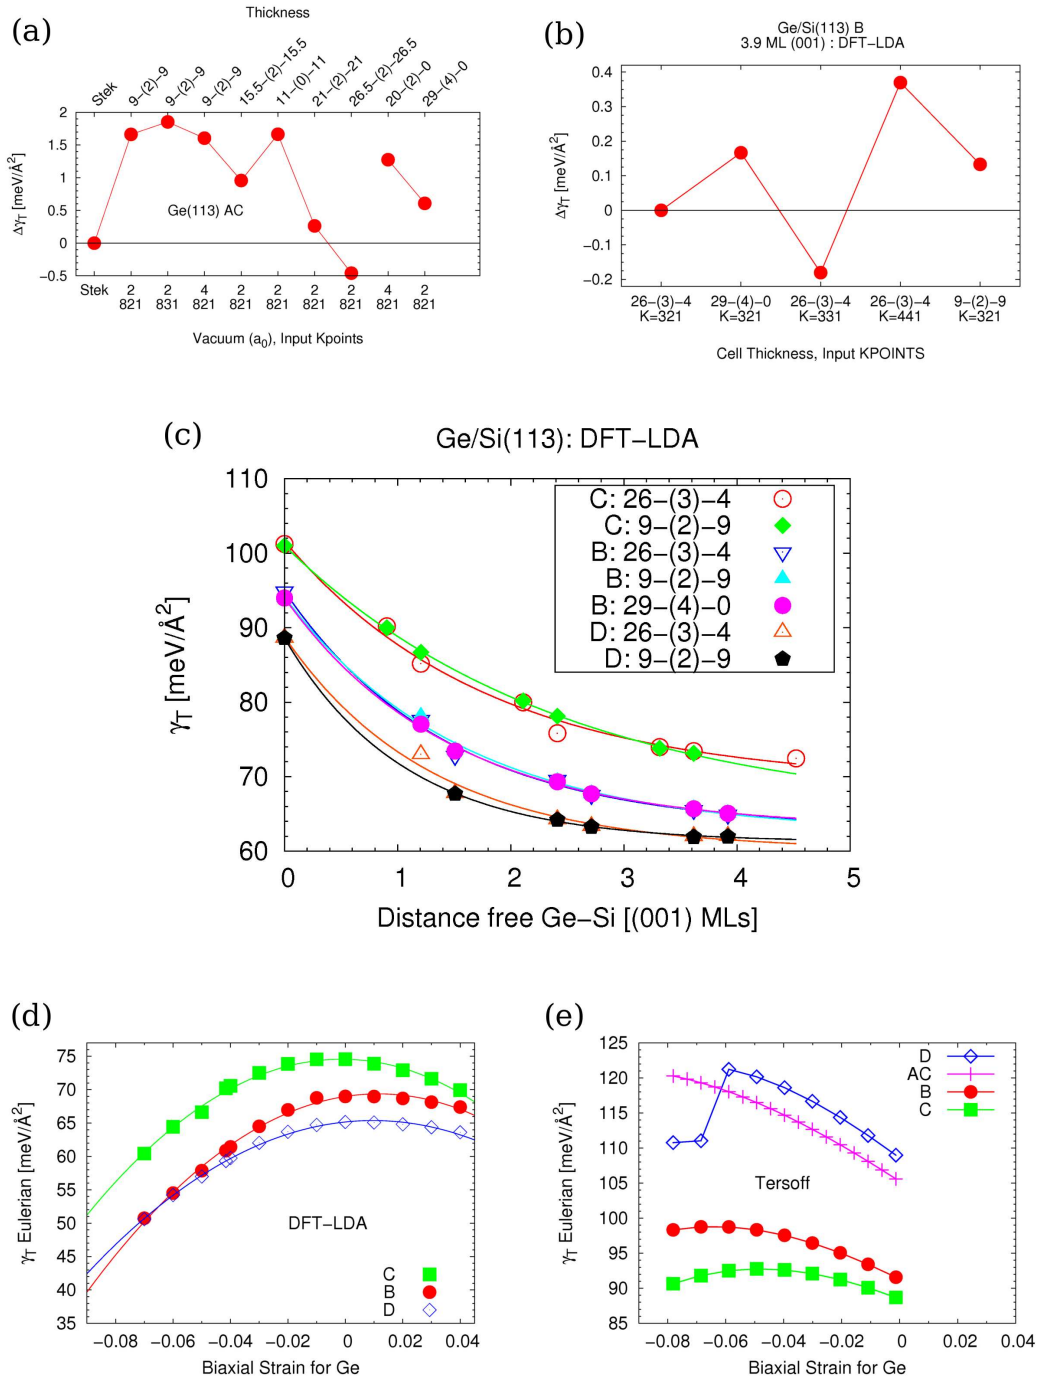 (a)
Thickness
Stek
9−(2)−9
9−(2)−9
9−(2)−9
15.5−(2)−15.5
11−(0)−11
21−(2)−21
26.5−(2)−26.5
20−(2)−0
29−(4)−0
2
1.5
1
0.5
0
−0.5
ΔγT [meV/Å2]
Ge(113) AC
Stek 2 2 4 2 2 2 2 4 2
821 831 821 821 821 821 821 821 821
Vacuum (a0), Input Kpoints
(b)
Ge/Si(113) B
3.9 ML (001) : DFT−LDA
0.4
0.3
0.2
0.1
0
−0.1
−0.2
ΔγT [meV/Å2]
26−(3)−4 29−(4)−0 26−(3)−4 26−(3)−4 9−(2)−9
K=321 K=321 K=331 K=441 K=321
Cell Thickness, Input KPOINTS
(c)
Ge/Si(113): DFT−LDA
110
100
90
80
70
60
γT [meV/Å2]
C: 26−(3)−4
C: 9−(2)−9
B: 26−(3)−4
B: 9−(2)−9
B: 29−(4)−0
D: 26−(3)−4
D: 9−(2)−9
0 1 2 3 4 5
Distance free Ge−Si [(001) MLs]
(d)
75
70
65
60
55
50
45
40
35
γT Eulerian [meV/Å2]
DFT−LDA
C
B
D
−0.08 −0.06 −0.04 −0.02 0 0.02 0.04
Biaxial Strain for Ge
(e)
125
120
115
110
105
100
95
90
85
γT Eulerian [meV/Å2]
D
AC
B
C
Tersoff
−0.08 −0.06 −0.04 −0.02 0 0.02 0.04
Biaxial Strain for Ge